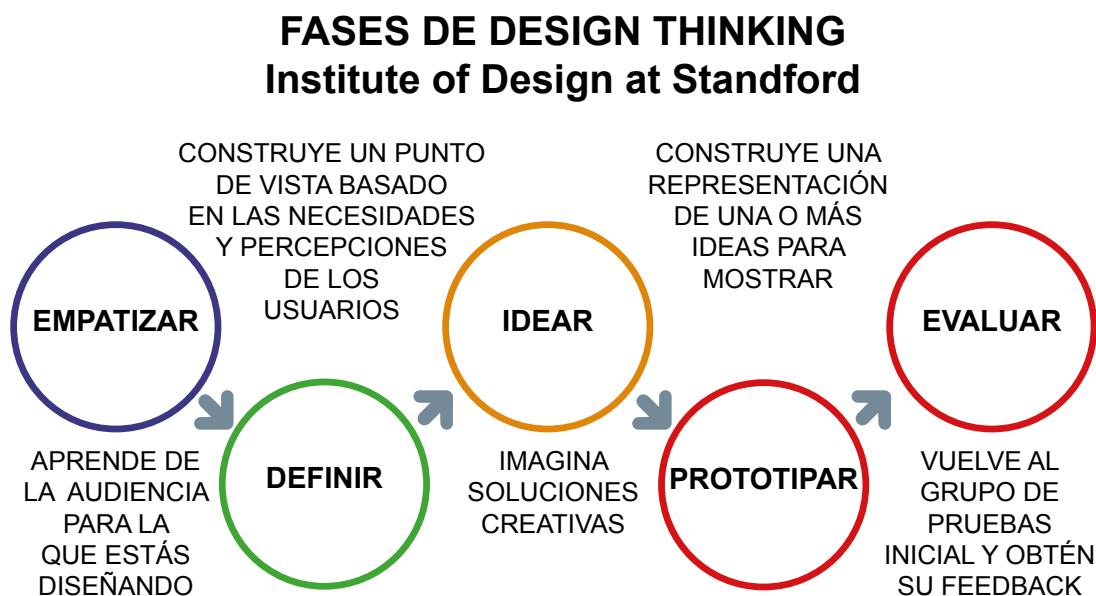 FASES DE DESIGN THINKING
Institute of Design at Standford
EMPATIZAR
APRENDE DE
LA AUDIENCIA
PARA LA
QUE ESTÁS
DISEÑANDO
CONSTRUYE UN PUNTO
DE VISTA BASADO
EN LAS NECESIDADES
Y PERCEPCIONES
DE LOS
USUARIOS
DEFINIR
IDEAR
IMAGINA
SOLUCIONES
CREATIVAS
CONSTRUYE UNA
REPRESENTACIÓN
DE UNA O MÁS
IDEAS PARA
MOSTRAR
PROTOTIPAR
EVALUAR
VUELVE AL
GRUPO DE
PRUEBAS
INICIAL Y OBTÉN
SU FEEDBACK